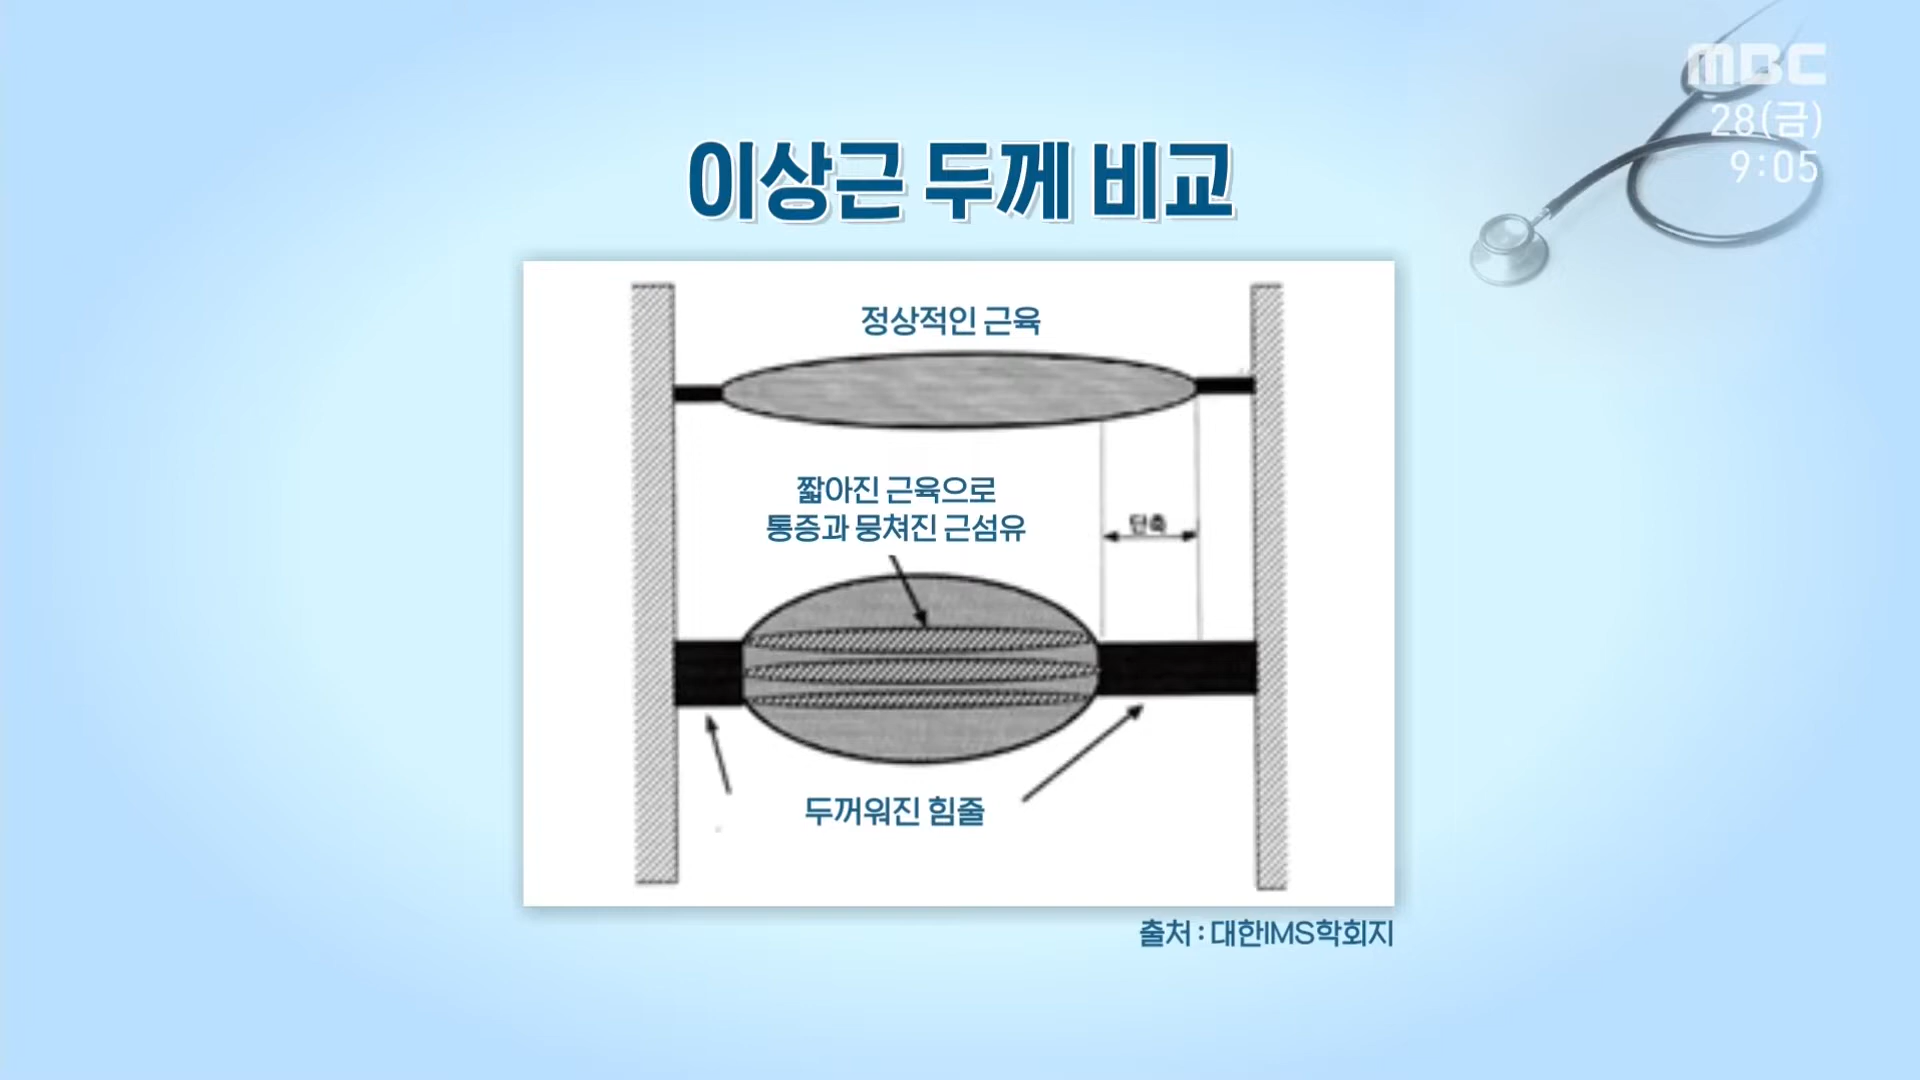 MBC
28(금)
9:05
이상근 두께 비교
정상적인 근육
짧아진 근육으로
통증과 뭉쳐진 근섬유
단축
두꺼워진 힘줄
출처 : 대한IMS학회지